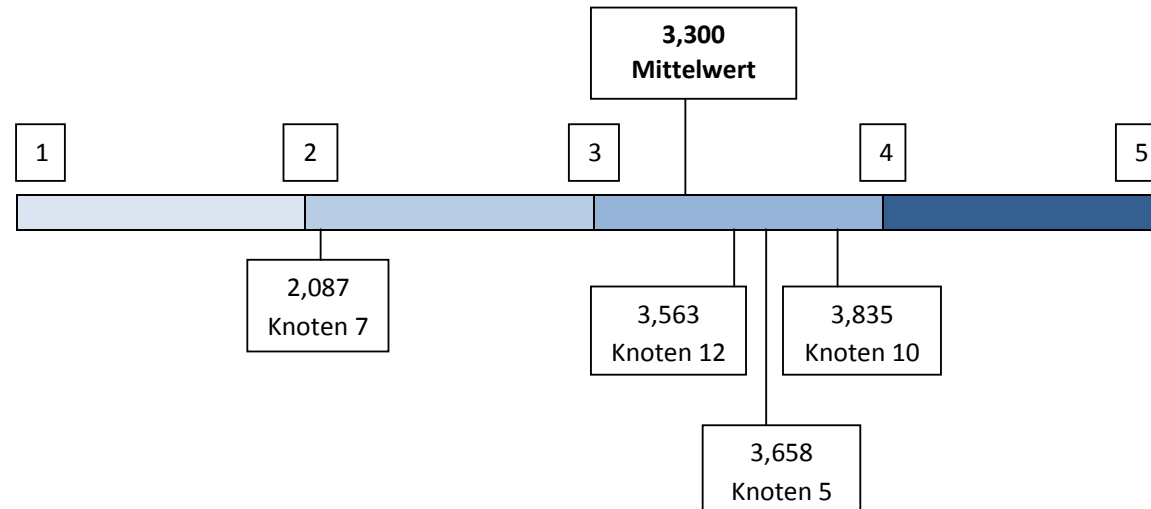 3,300
Mittelwert
1
2
3
4
5
2,087
Knoten 7
3,563
Knoten 12
3,835
Knoten 10
3,658
Knoten 5